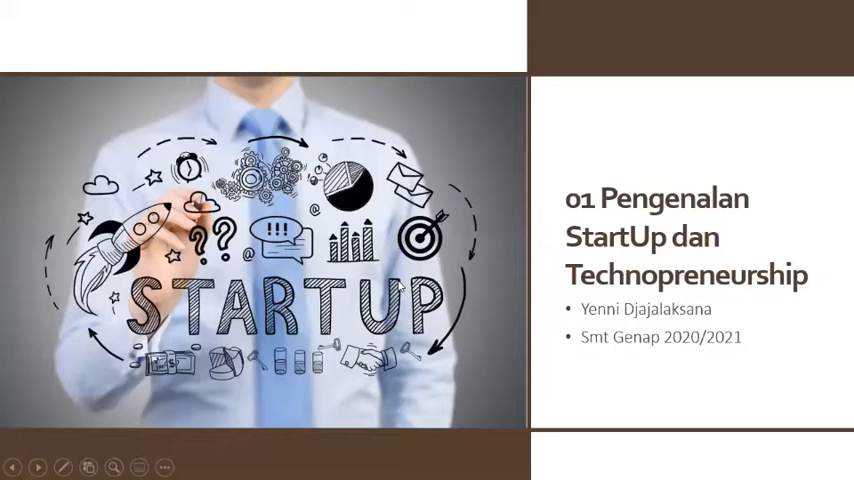 !!!
??
@
@
STARTUP
01 Pengenalan
StartUp dan
Technopreneurship
• Yenni Djajalaksana
• Smt Genap 2020/2021